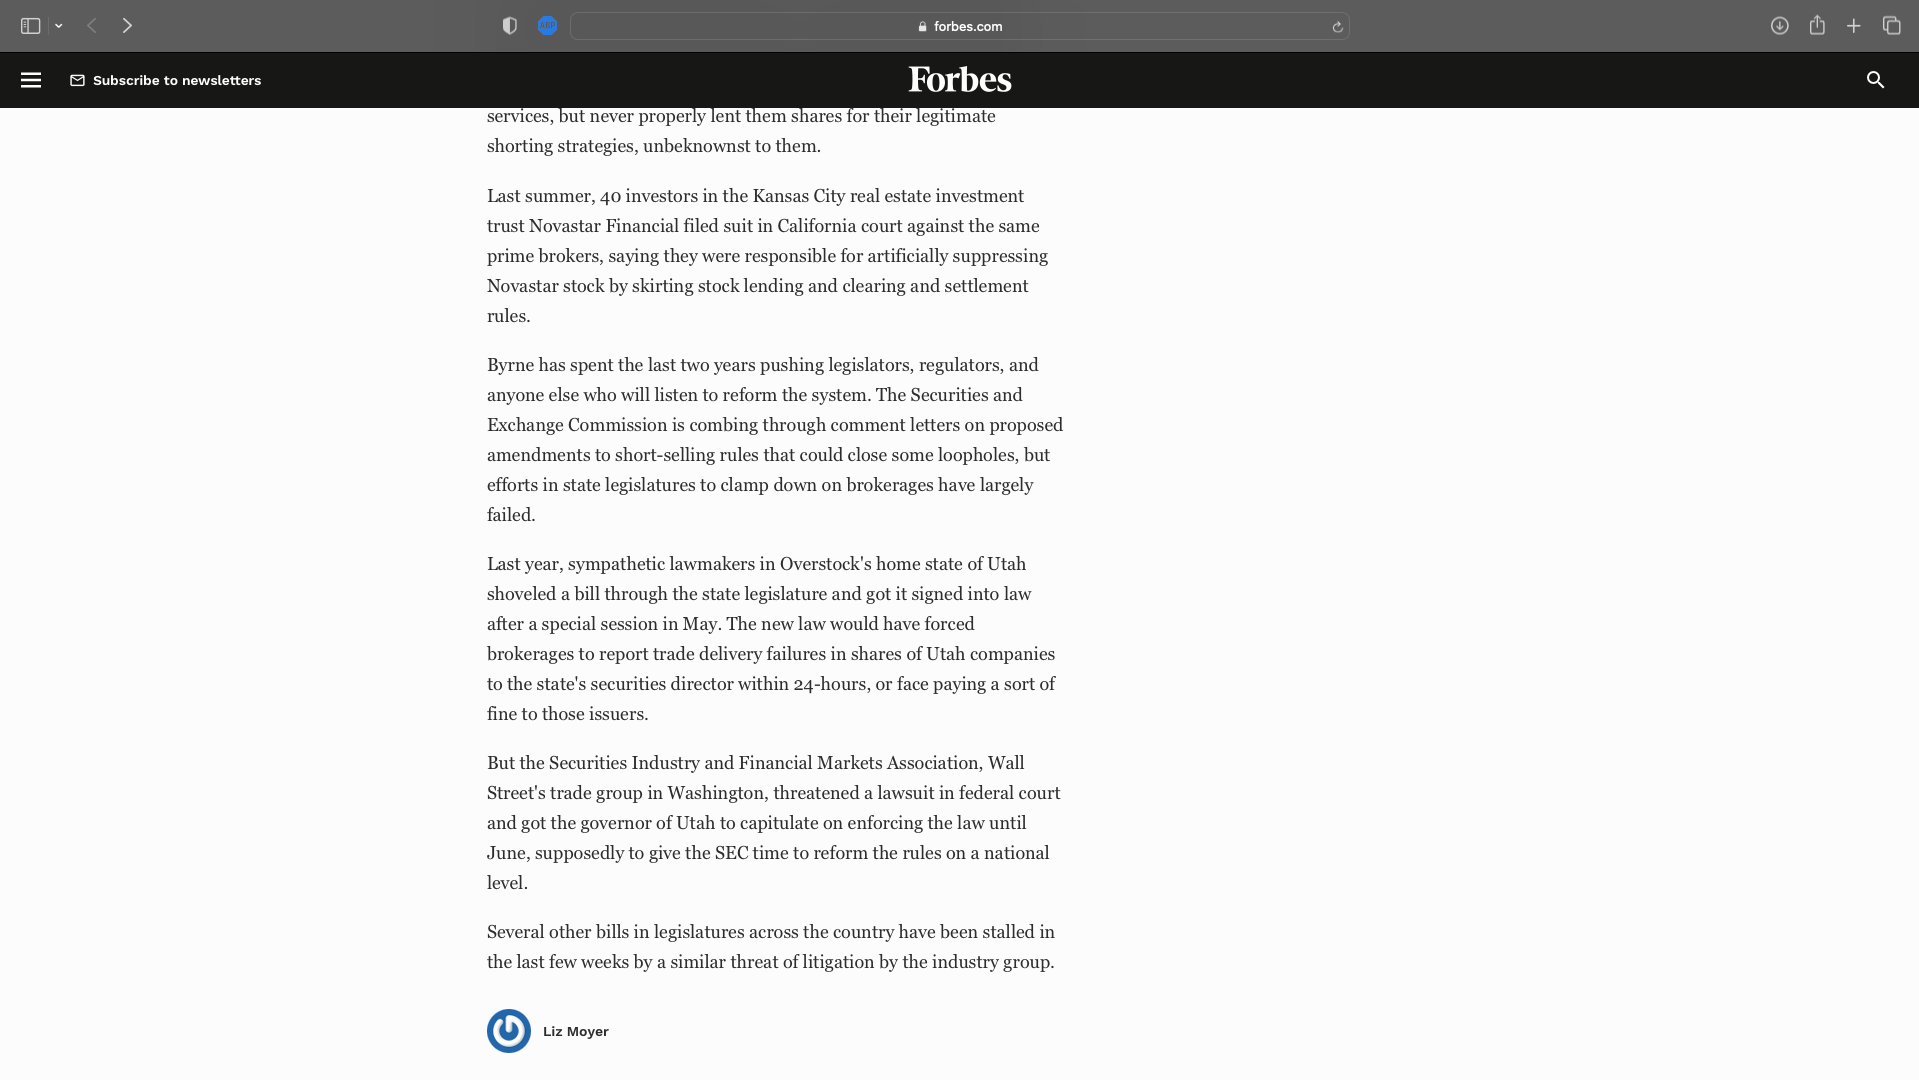 forbes.com
Subscribe to newsletters
Forbes
services, but never properly lent them shares for their legitimate
shorting strategies, unbeknownst to them.
Last summer, 40 investors in the Kansas City real estate investment
trust Novastar Financial filed suit in California court against the same
prime brokers, saying they were responsible for artificially suppressing
Novastar stock by skirting stock lending and clearing and settlement
rules.
Byrne has spent the last two years pushing legislators, regulators, and
anyone else who will listen to reform the system. The Securities and
Exchange Commission is combing through comment letters on proposed
amendments to short-selling rules that could close some loopholes, but
efforts in state legislatures to clamp down on brokerages have largely
failed.
Last year, sympathetic lawmakers in Overstock's home state of Utah
shoveled a bill through the state legislature and got it signed into law
after a special session in May. The new law would have forced
brokerages to report trade delivery failures in shares of Utah companies
to the state's securities director within 24-hours, or face paying a sort of
fine to those issuers.
But the Securities Industry and Financial Markets Association, Wall
Street's trade group in Washington, threatened a lawsuit in federal court
and got the governor of Utah to capitulate on enforcing the law until
June, supposedly to give the SEC time to reform the rules on a national
level.
Several other bills in legislatures across the country have been stalled in
the last few weeks by a similar threat of litigation by the industry group.
Liz Moyer